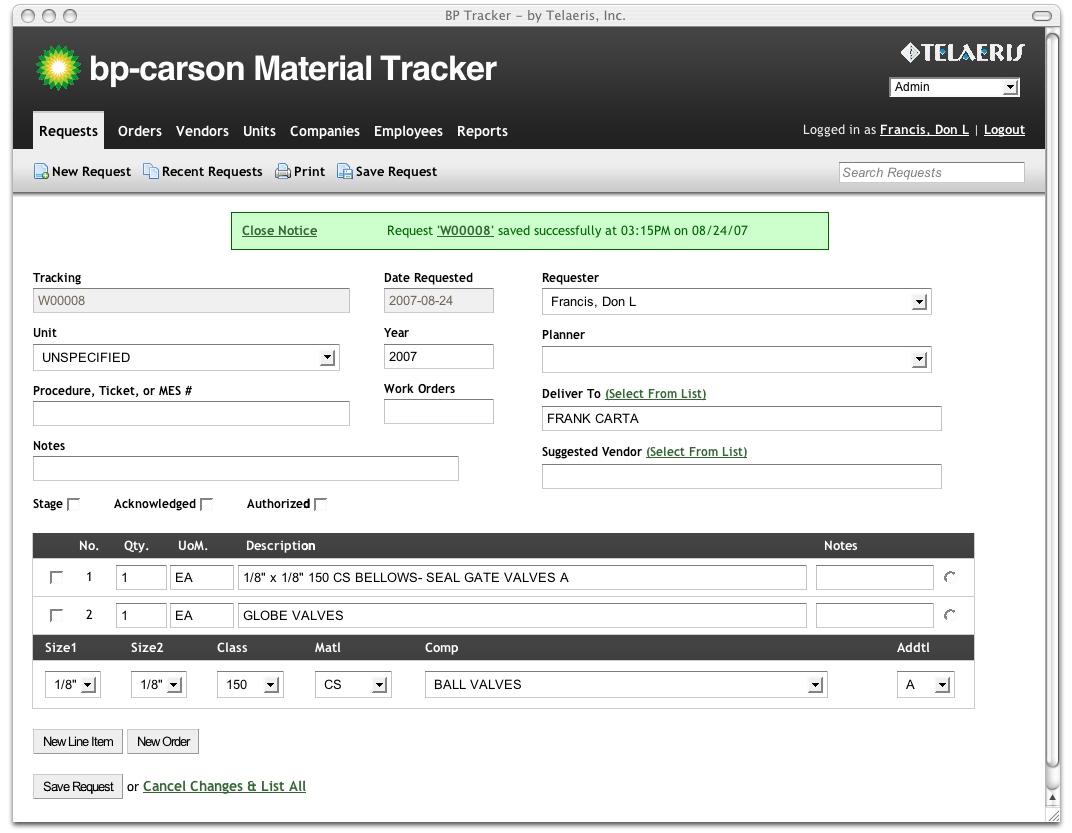 BP Tracker – by Telaeris, Inc.
bp-carson Material Tracker
TELAERIS
Admin
Requests Orders Vendors Units Companies Employees Reports
Logged in as Francis, Don L | Logout
New Request Recent Requests Print Save Request
Search Requests
Close Notice Request 'W00008' saved successfully at 03:15PM on 08/24/07
Tracking Date Requested Requester
W00008 2007-08-24 Francis, Don L
Unit Year Planner
UNSPECIFIED 2007
Procedure, Ticket, or MES # Work Orders Deliver To (Select From List)
FRANK CARTA
Notes Suggested Vendor (Select From List)
Stage Acknowledged Authorized
No. Qty. UoM. Description Notes
1 1 EA 1/8" x 1/8" 150 CS BELLOWS- SEAL GATE VALVES A
2 1 EA GLOBE VALVES
Size1 Size2 Class Matl Comp Addtl
1/8" 1/8" 150 CS BALL VALVES A
New Line Item New Order
Save Request or Cancel Changes & List All